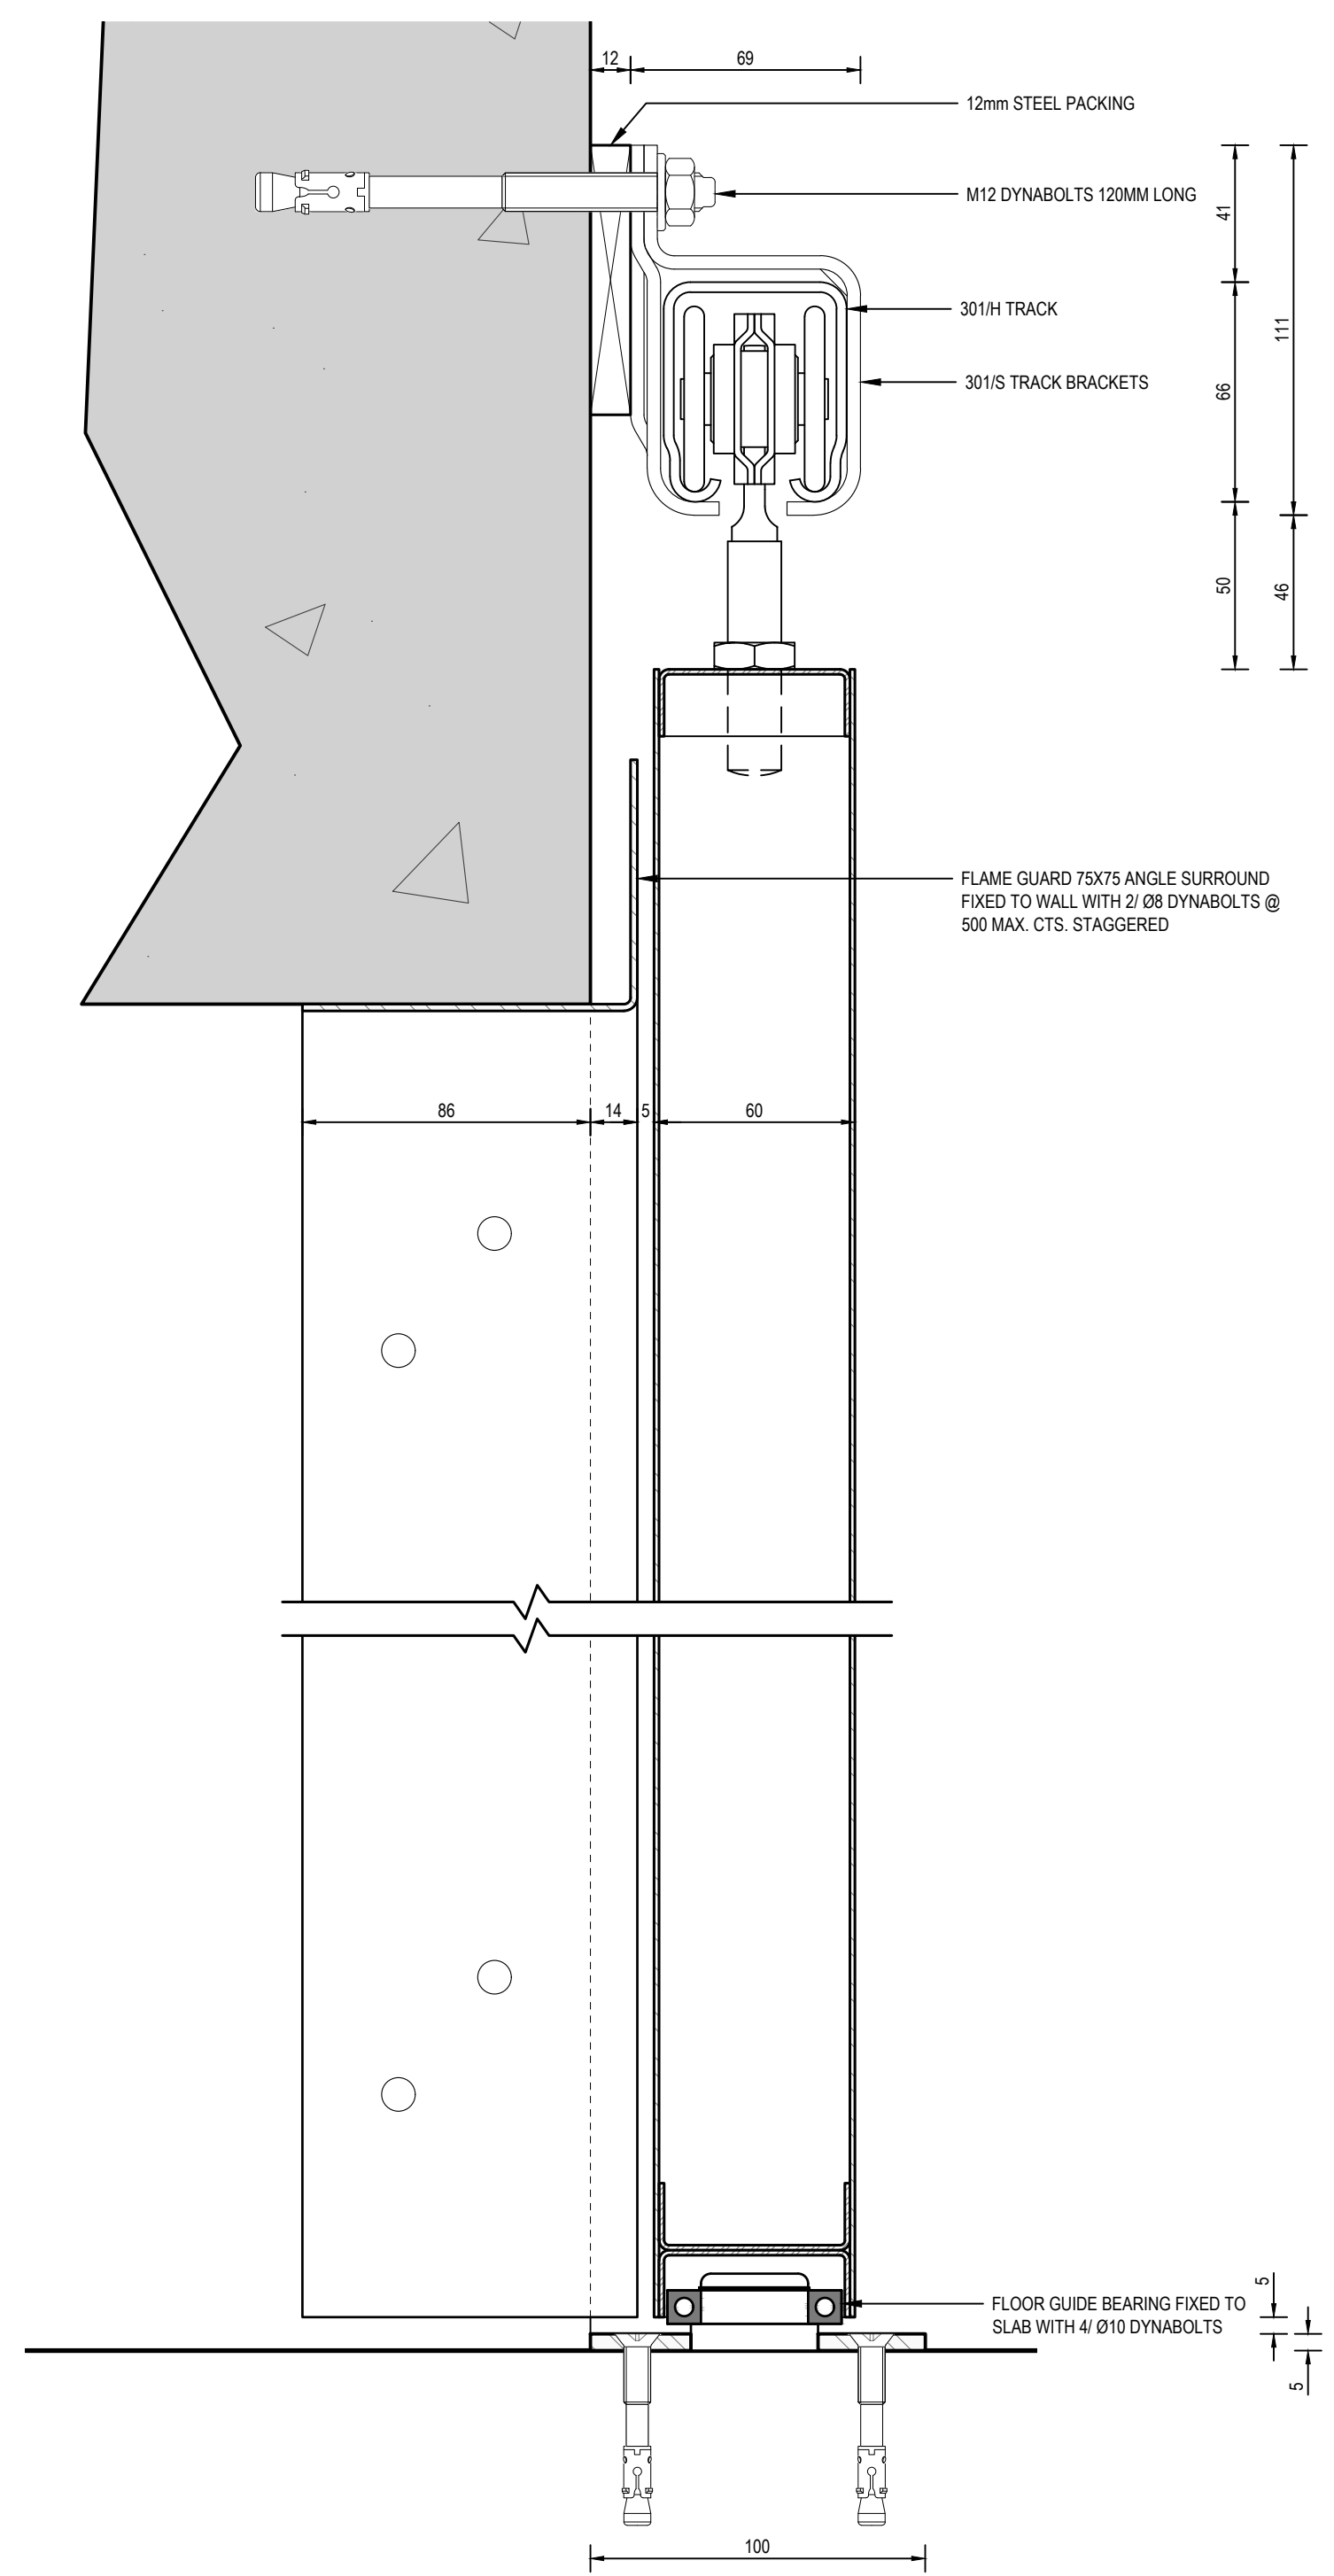 12
69
12mm STEEL PACKING
M12 DYNABOLTS 120MM LONG
41
111
301/H TRACK
301/S TRACK BRACKETS
66
50
46
FLAME GUARD 75X75 ANGLE SURROUND
FIXED TO WALL WITH 2/ Ø8 DYNABOLTS @
500 MAX. CTS. STAGGERED
86
14
5
60
5
FLOOR GUIDE BEARING FIXED TO
SLAB WITH 4/ Ø10 DYNABOLTS
5
100